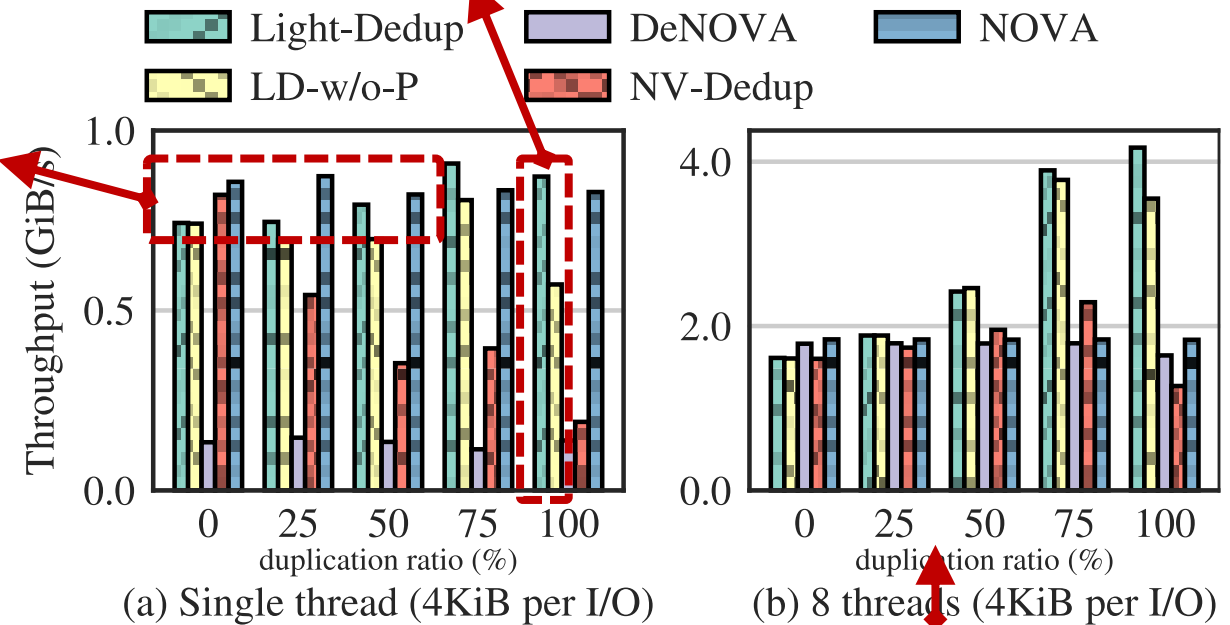 Light-Dedup DeNOVA NOVA
LD-w/o-P NV-Dedup
Throughput (GiB/s)
1.0
0.5
0.0
0 25 50 75 100
duplication ratio (%)
(a) Single thread (4KiB per I/O)
4.0
2.0
0.0
0 25 50 75 100
duplication ratio (%)
(b) 8 threads (4KiB per I/O)